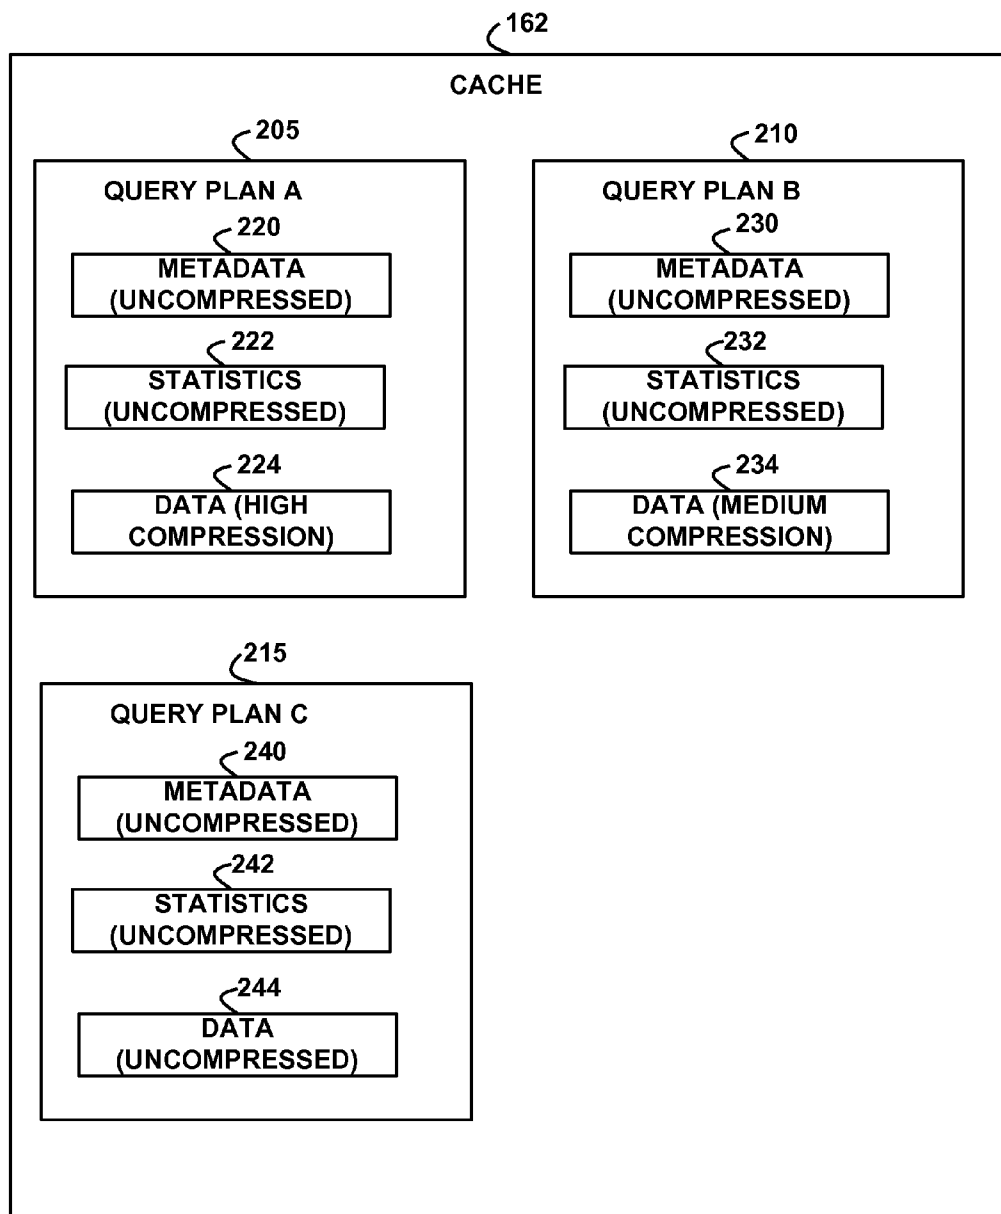 162
CACHE
205
QUERY PLAN A
220
METADATA
(UNCOMPRESSED)
222
STATISTICS
(UNCOMPRESSED)
224
DATA (HIGH
COMPRESSION)
210
QUERY PLAN B
230
METADATA
(UNCOMPRESSED)
232
STATISTICS
(UNCOMPRESSED)
234
DATA (MEDIUM
COMPRESSION)
215
QUERY PLAN C
240
METADATA
(UNCOMPRESSED)
242
STATISTICS
(UNCOMPRESSED)
244
DATA
(UNCOMPRESSED)